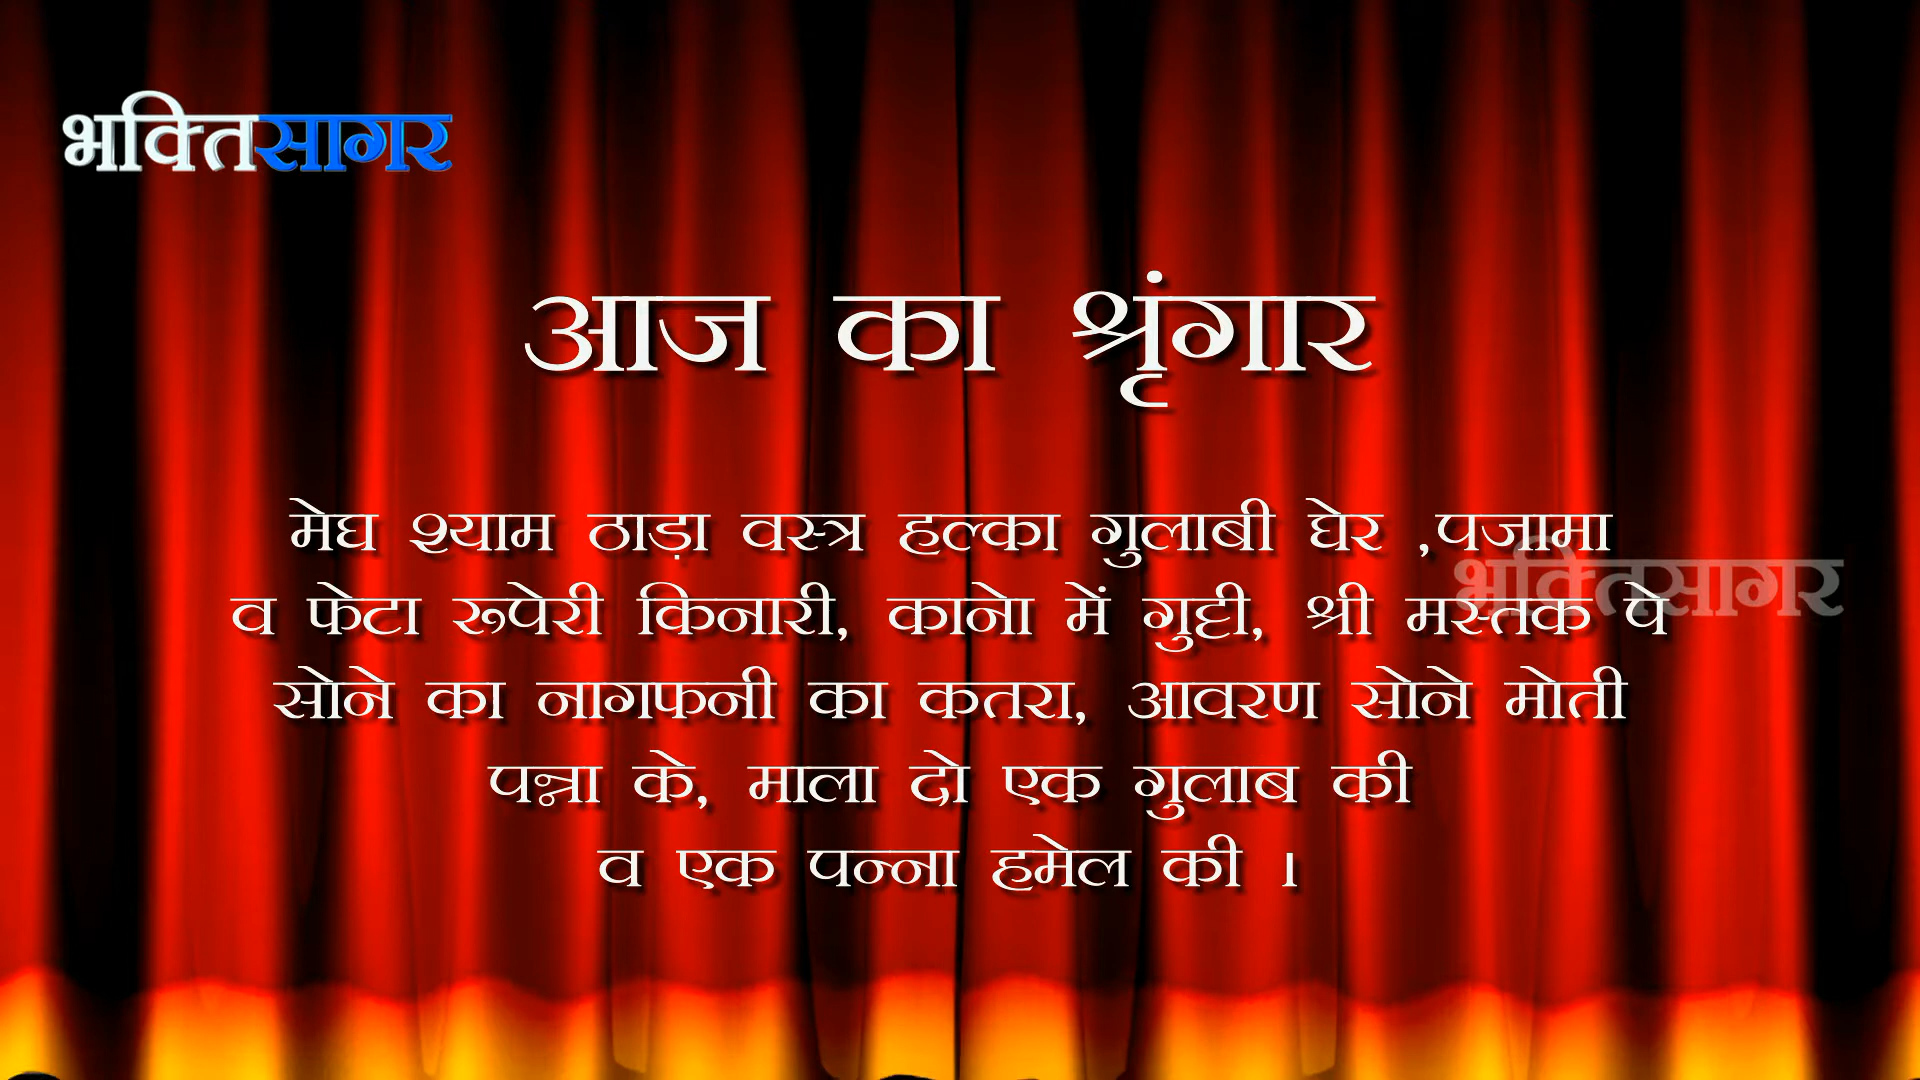 भक्तिसागर
आज का श्रृंगार
मेघ श्याम ठाड़ा वस्त्र हल्का गुलाबी घेर ,पजामा
भक्तिसागर
व फेटा रूपेरी किनारी, कानो में गुट्टी, श्री मस्तक पे
सोने का नागफनी का कतरा, आवरण सोने मोती
पन्ना के, माला दो एक गुलाब की
व एक पन्ना हमेल की ।